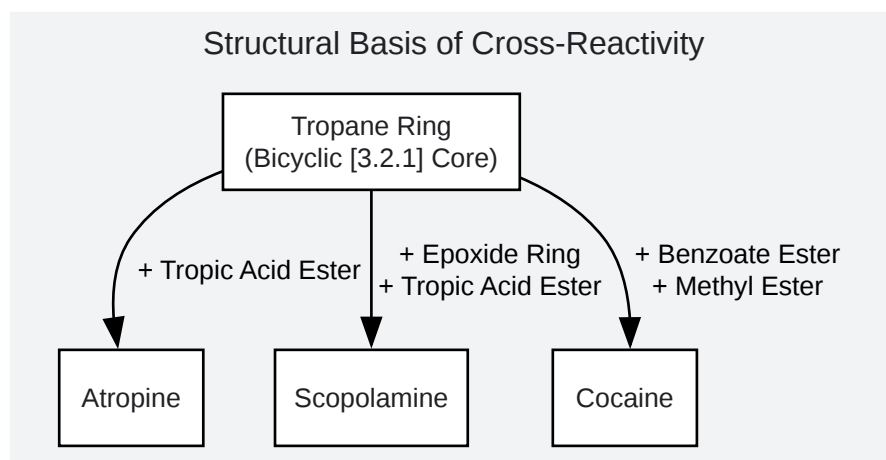 Structural Basis of Cross-Reactivity
Tropane Ring
(Bicyclic [3.2.1] Core)
+ Tropic Acid Ester
+ Epoxide Ring
+ Tropic Acid Ester
+ Benzoate Ester
+ Methyl Ester
Atropine
Scopolamine
Cocaine